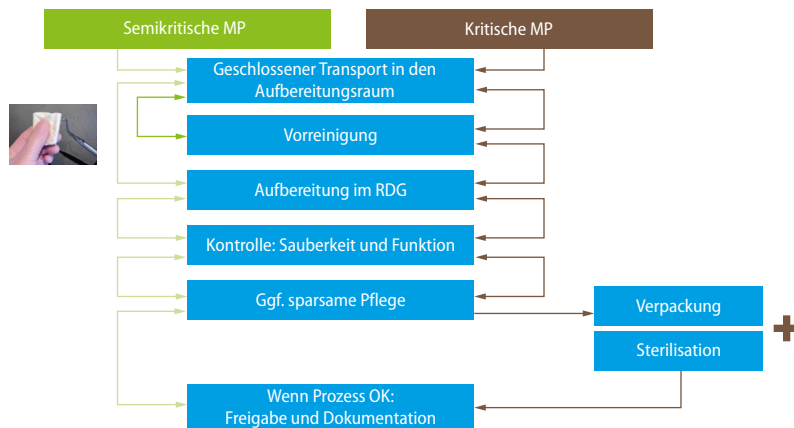 Semikritische MP
Kritische MP
Geschlossener Transport in den
Aufbereitungsraum
Vorreinigung
Aufbereitung im RDG
Kontrolle: Sauberkeit und Funktion
Ggf. sparsame Pflege
Verpackung
Sterilisation
Wenn Prozess OK:
Freigabe und Dokumentation